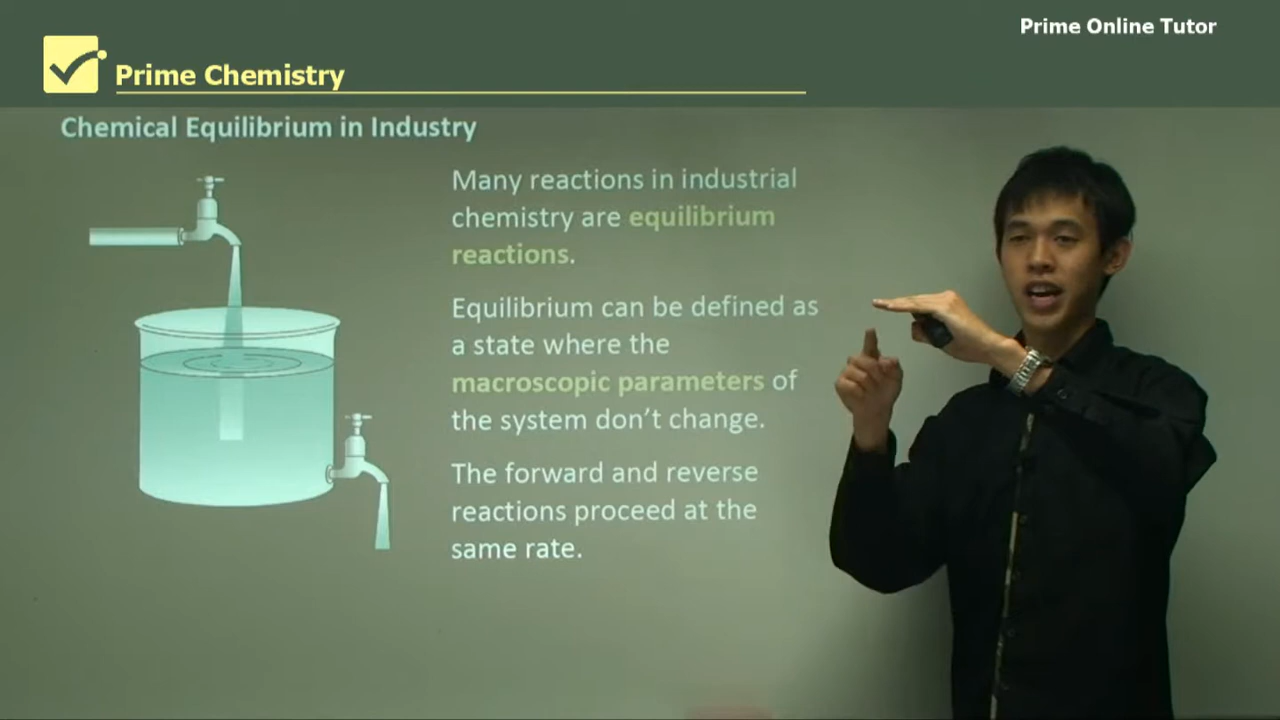 Prime Online Tutor
Prime Chemistry
Chemical Equilibrium in Industry
Many reactions in industrial
chemistry are equilibrium
reactions.
Equilibrium can be defined as
a state where the
macroscopic parameters of
the system don't change.
The forward and reverse
reactions proceed at the
same rate.